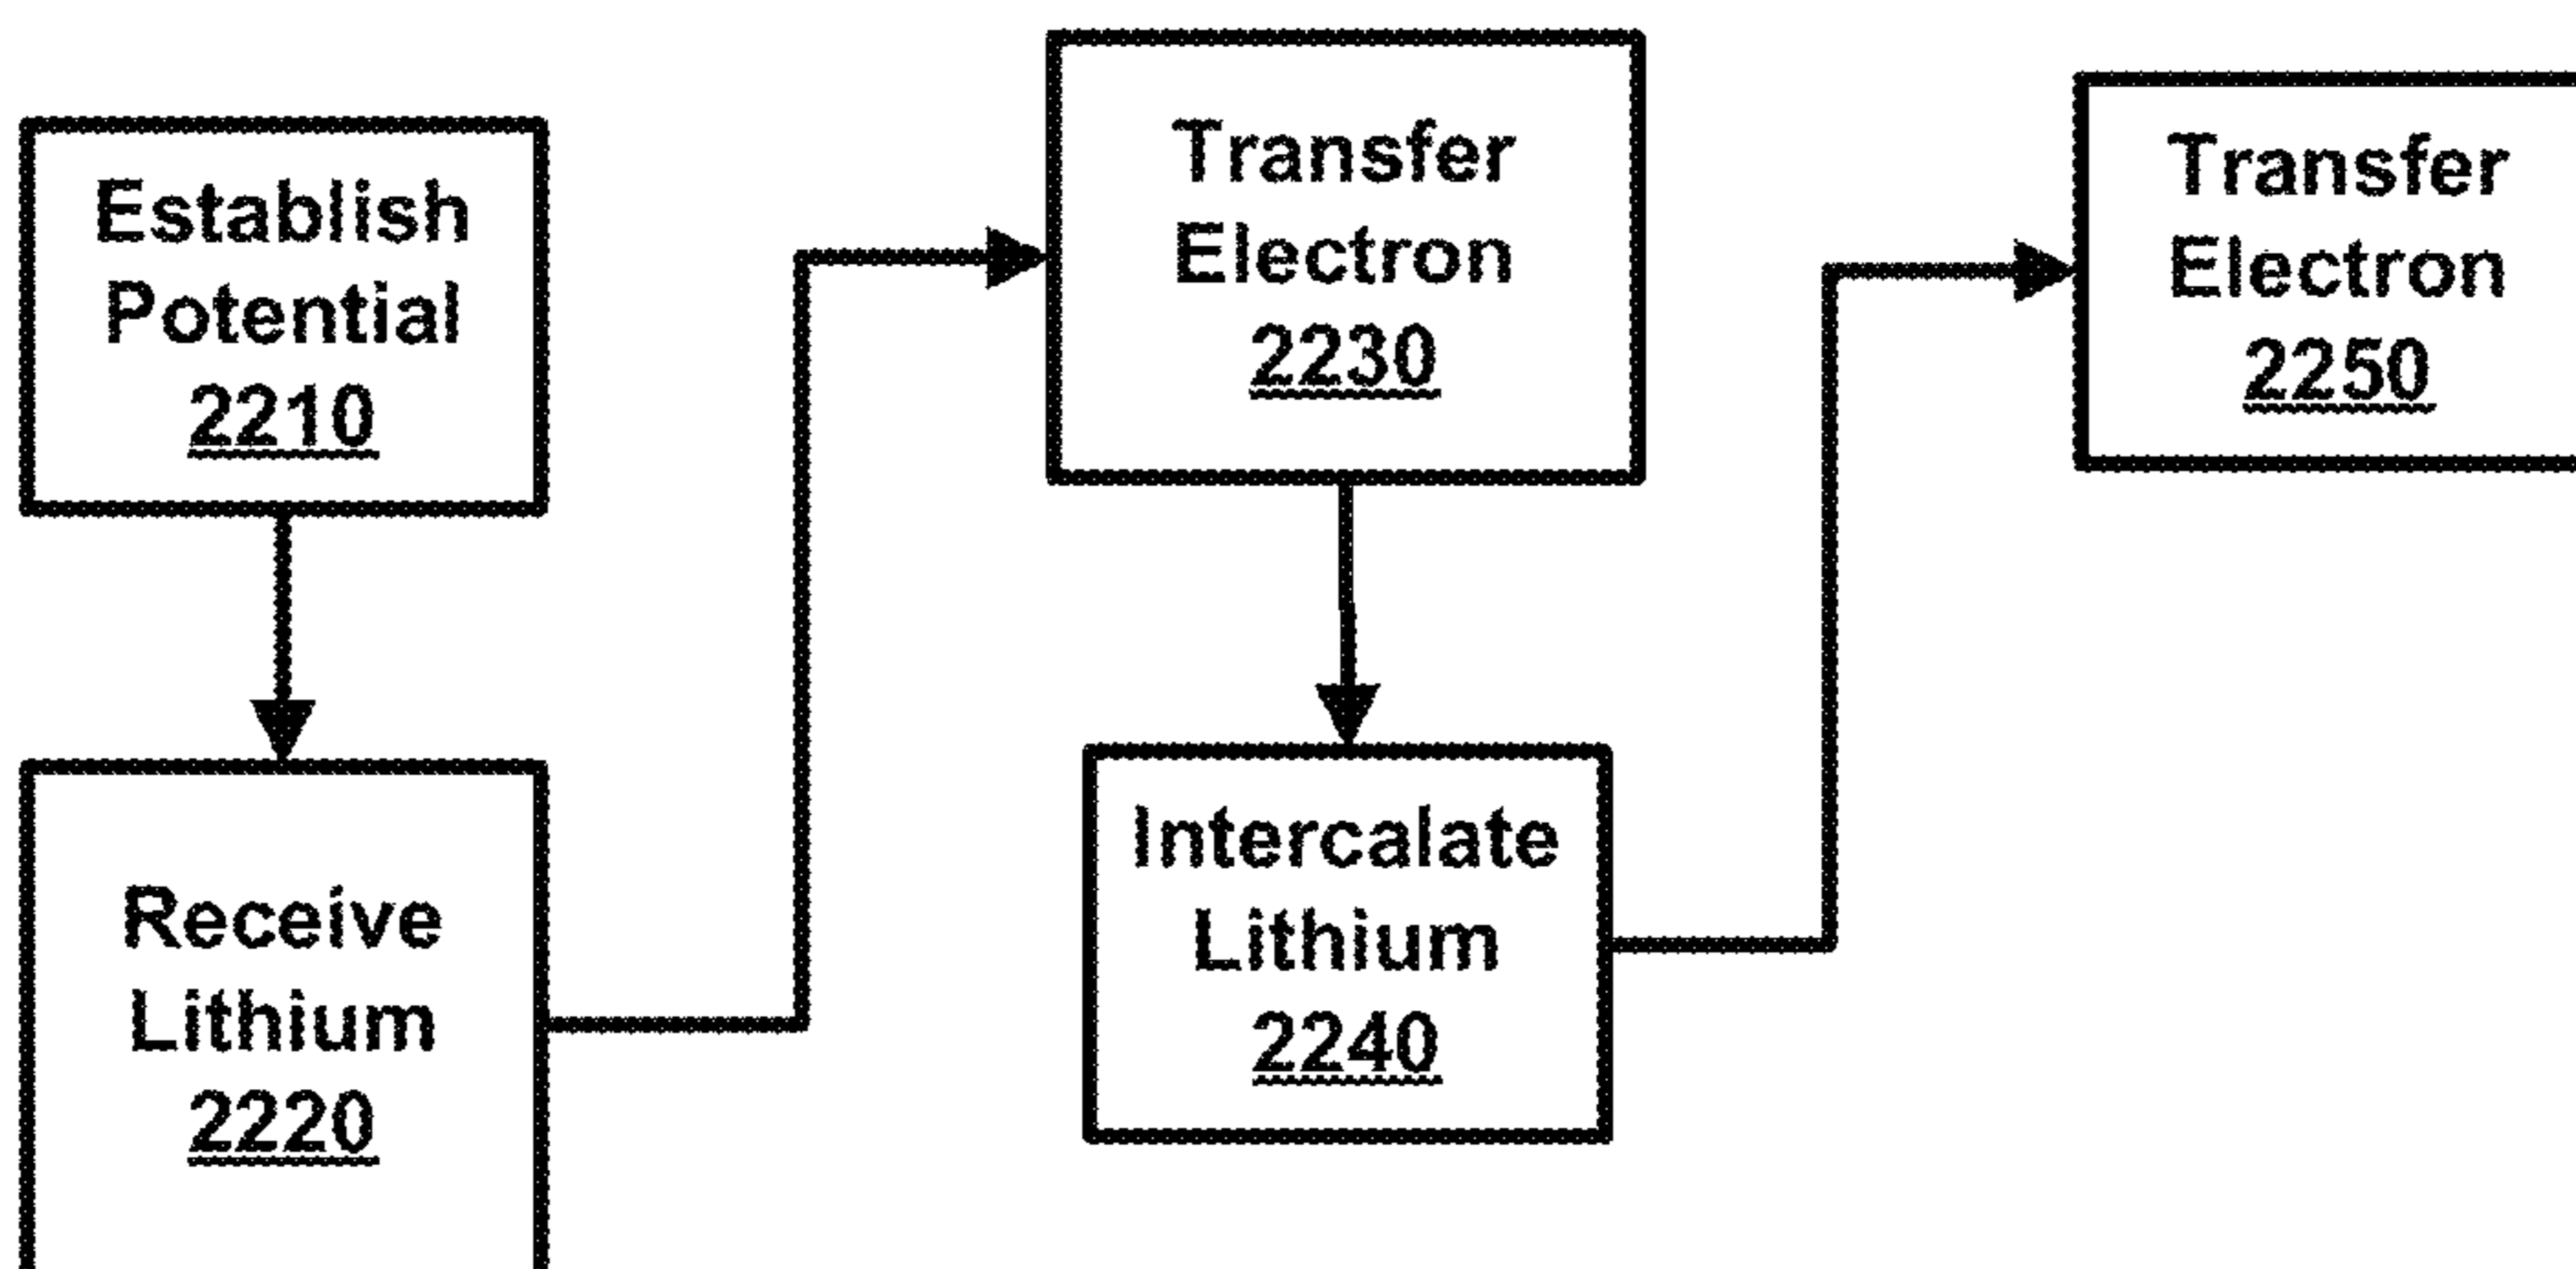 Establish
Potential
2210
Receive
Lithium
2220
Transfer
Electron
2230
Intercalate
Lithium
2240
Transfer
Electron
2250